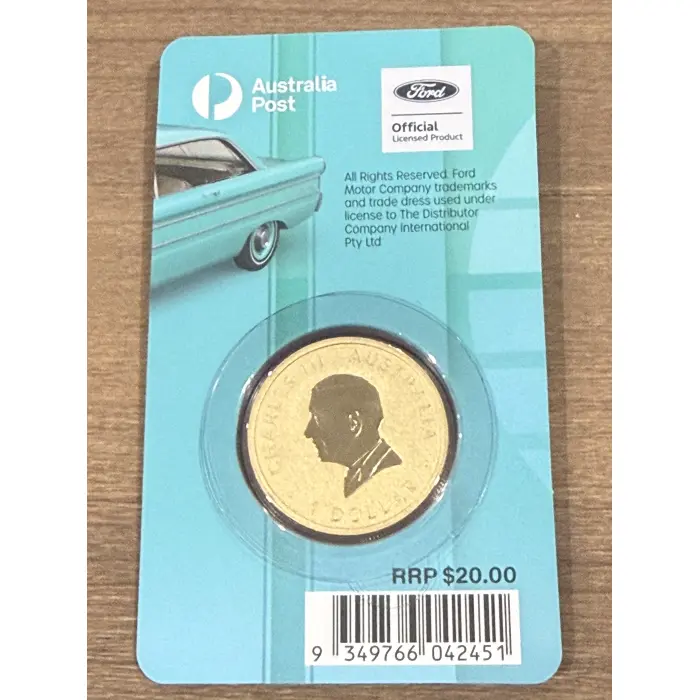 Australia
Post
Ford
Official
Licensed Product
All Rights Reserved. Ford
Motor Company trademarks
and trade dress used under
license to The Distributor
Company International
Pty Ltd
CHARLES III AUSTRALIA
1 DOLLAR
RRP $20.00
9 349766 042451